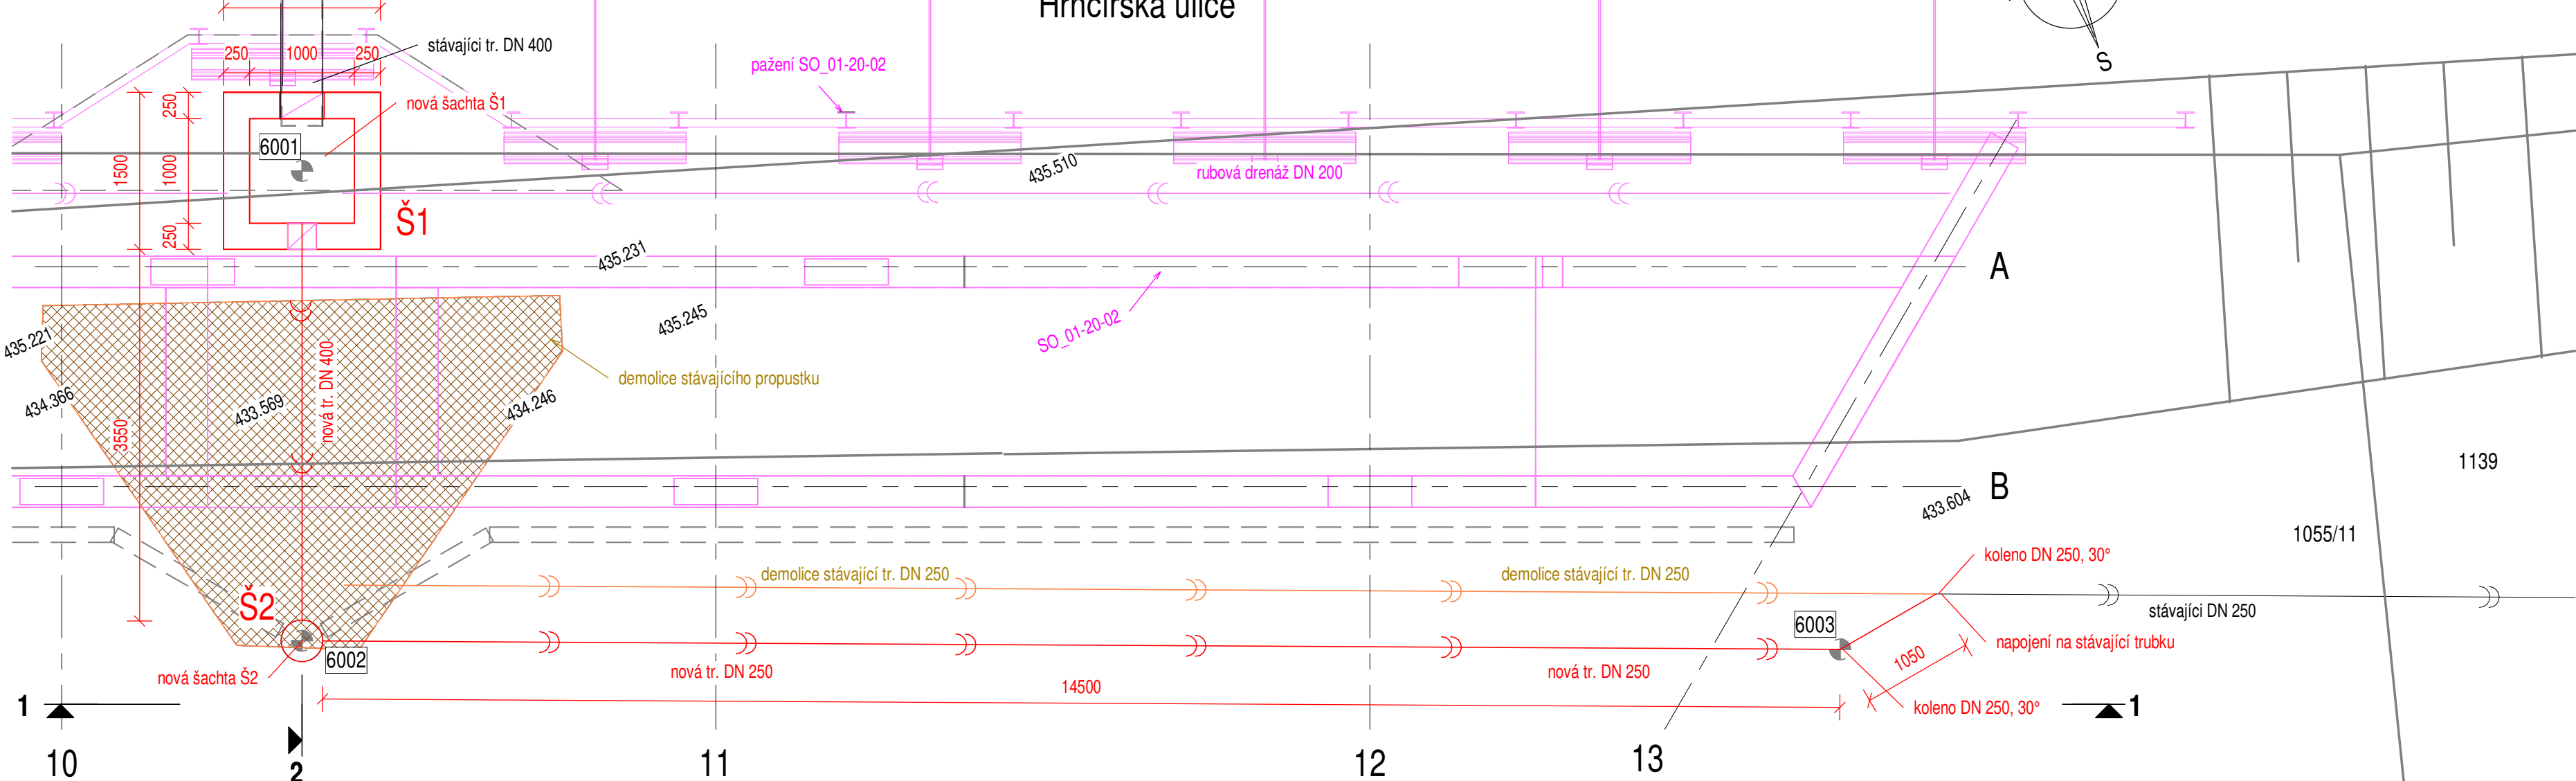 Hrnčířská ulice
S
stávajíci tr. DN 400
250
1000
250
pažení SO_01-20-02
nová šachta Š1
250
6001
1500
1000
435.510
rubová drenáž DN 200
Š1
250
435.231
A
435.245
435.221
SO_01-20-02
nová tr. DN 400
demolice stávajícího propustku
434.366
433.569
434.246
3550
1139
B
433.604
1055/11
koleno DN 250, 30°
demolice stávající tr. DN 250
demolice stávající tr. DN 250
Š2
stávajíci DN 250
6003
napojení na stávající trubku
6002
1050
nová šachta Š2
nová tr. DN 250
nová tr. DN 250
14500
koleno DN 250, 30°
1
1
10
11
12
13
2